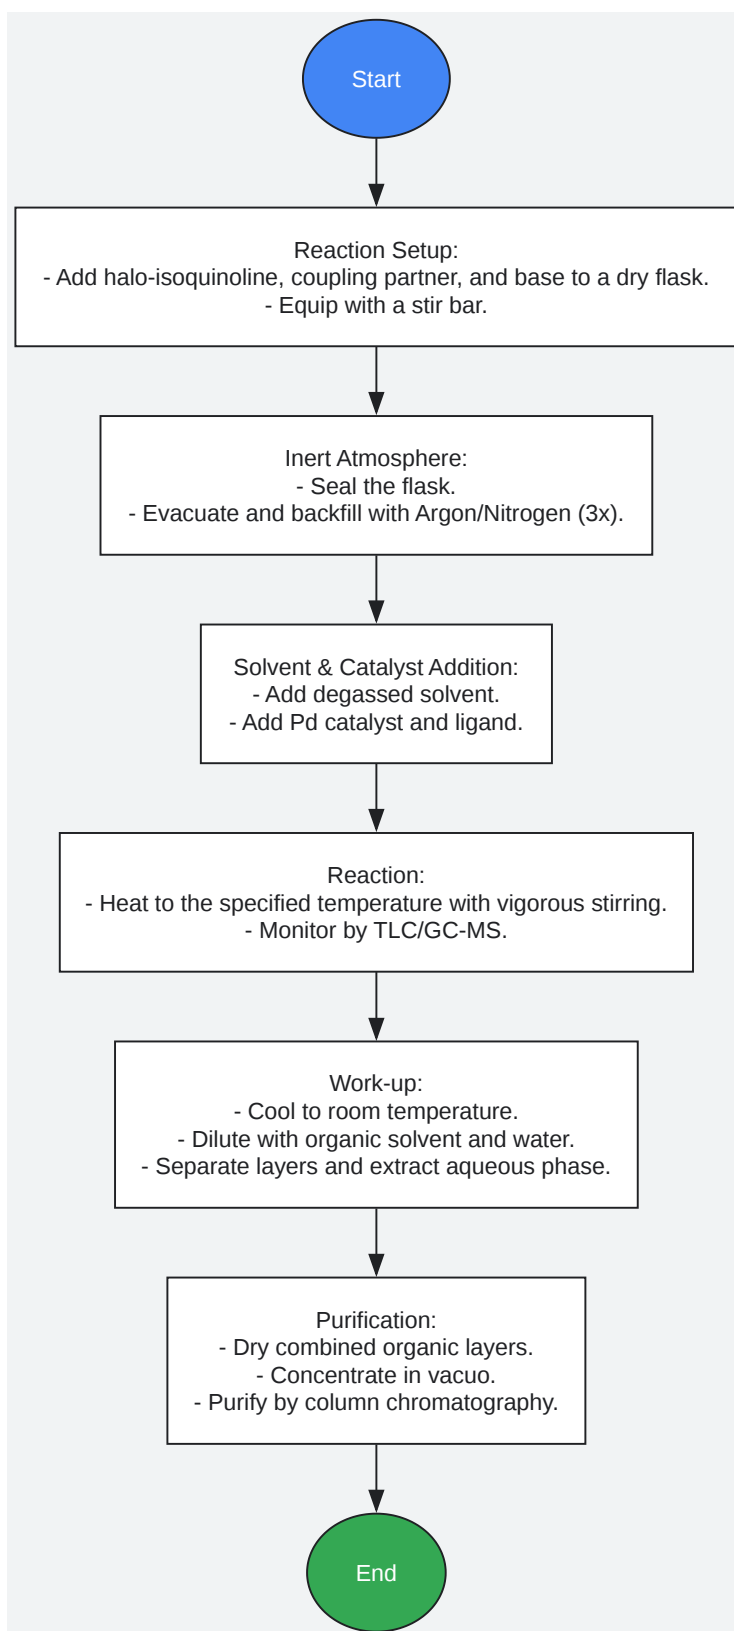 Start
Reaction Setup:
- Add halo-isoquinoline, coupling partner, and base to a dry flask.
- Equip with a stir bar.
Inert Atmosphere:
- Seal the flask.
- Evacuate and backfill with Argon/Nitrogen (3x).
Solvent & Catalyst Addition:
- Add degassed solvent.
- Add Pd catalyst and ligand.
Reaction:
- Heat to the specified temperature with vigorous stirring.
- Monitor by TLC/GC-MS.
Work-up:
- Cool to room temperature.
- Dilute with organic solvent and water.
- Separate layers and extract aqueous phase.
Purification:
- Dry combined organic layers.
- Concentrate in vacuo.
- Purify by column chromatography.
End